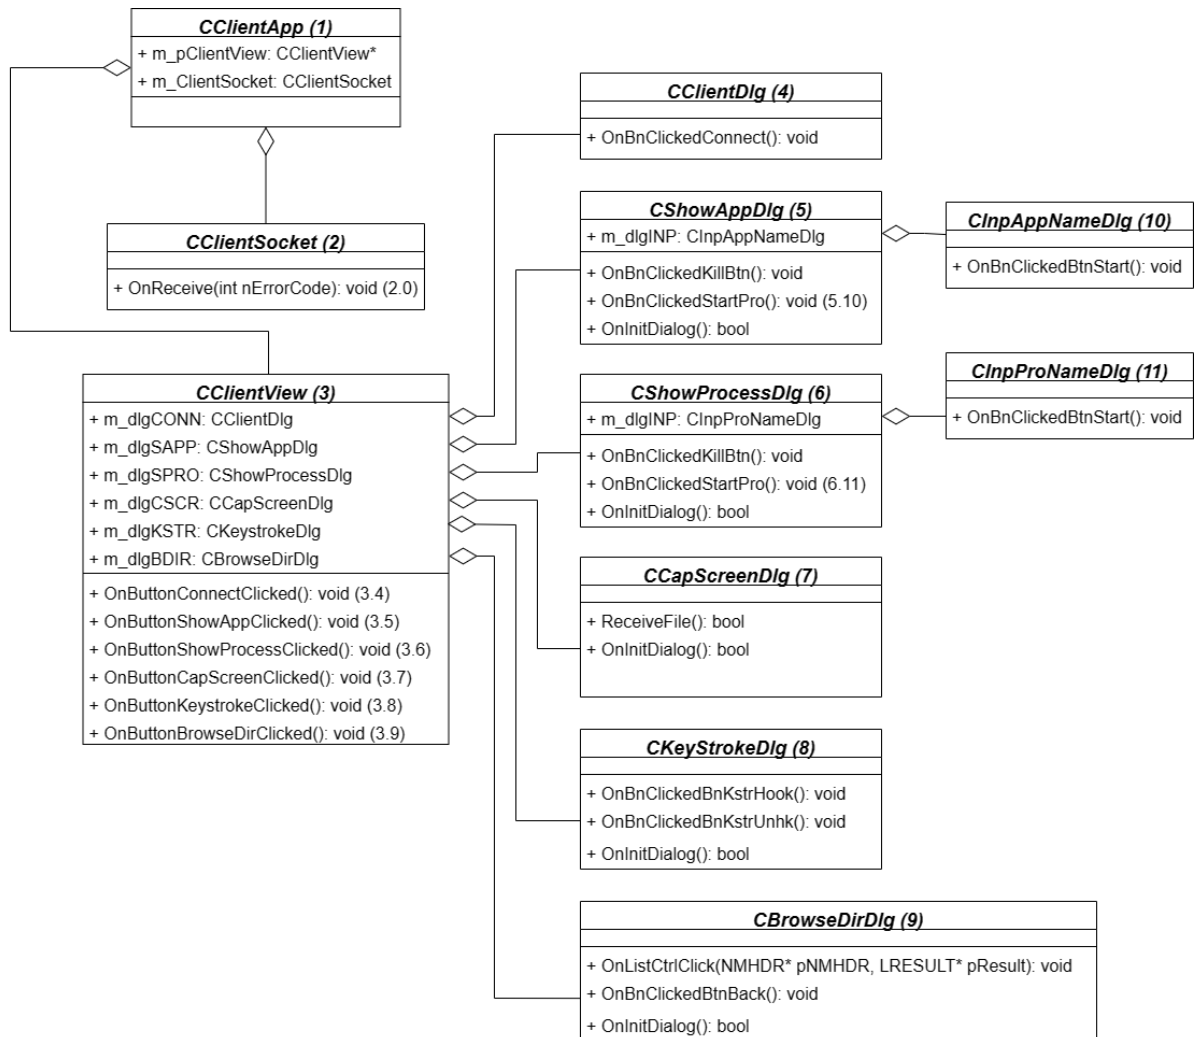 CClientApp (1)
+ m_pClientView: CClientView*
+ m_ClientSocket: CClientSocket
CClientSocket (2)
+ OnReceive(int nErrorCode): void (2.0)
CClientView (3)
+ m_dlgCONN: CClientDlg
+ m_dlgSAPP: CShowAppDlg
+ m_dlgSPRO: CShowProcessDlg
+ m_dlgCSCR: CCapScreenDlg
+ m_dlgKSTR: CKeystrokeDlg
+ m_dlgBDIR: CBrowseDirDlg
+ OnButtonConnectClicked(): void (3.4)
+ OnButtonShowAppClicked(): void (3.5)
+ OnButtonShowProcessClicked(): void (3.6)
+ OnButtonCapScreenClicked(): void (3.7)
+ OnButtonKeystrokeClicked(): void (3.8)
+ OnButtonBrowseDirClicked(): void (3.9)
CClientDlg (4)
+ OnBnClickedConnect(): void
CShowAppDlg (5)
+ m_dlgINP: CInpAppNameDlg
+ OnBnClickedKillBtn(): void
+ OnBnClickedStartPro(): void (5.10)
+ OnInitDialog(): bool
CInpAppNameDlg (10)
+ OnBnClickedBtnStart(): void
CShowProcessDlg (6)
+ m_dlgINP: CInpProNameDlg
+ OnBnClickedKillBtn(): void
+ OnBnClickedStartPro(): void (6.11)
+ OnInitDialog(): bool
CInpProNameDlg (11)
+ OnBnClickedBtnStart(): void
CCapScreenDlg (7)
+ ReceiveFile(): bool
+ OnInitDialog(): bool
CKeyStrokeDlg (8)
+ OnBnClickedBnKstrHook(): void
+ OnBnClickedBnKstrUnhk(): void
+ OnInitDialog(): bool
CBrowseDirDlg (9)
+ OnListCtrlClick(NMHDR* pNMHDR, LRESULT* pResult): void
+ OnBnClickedBtnBack(): void
+ OnInitDialog(): bool